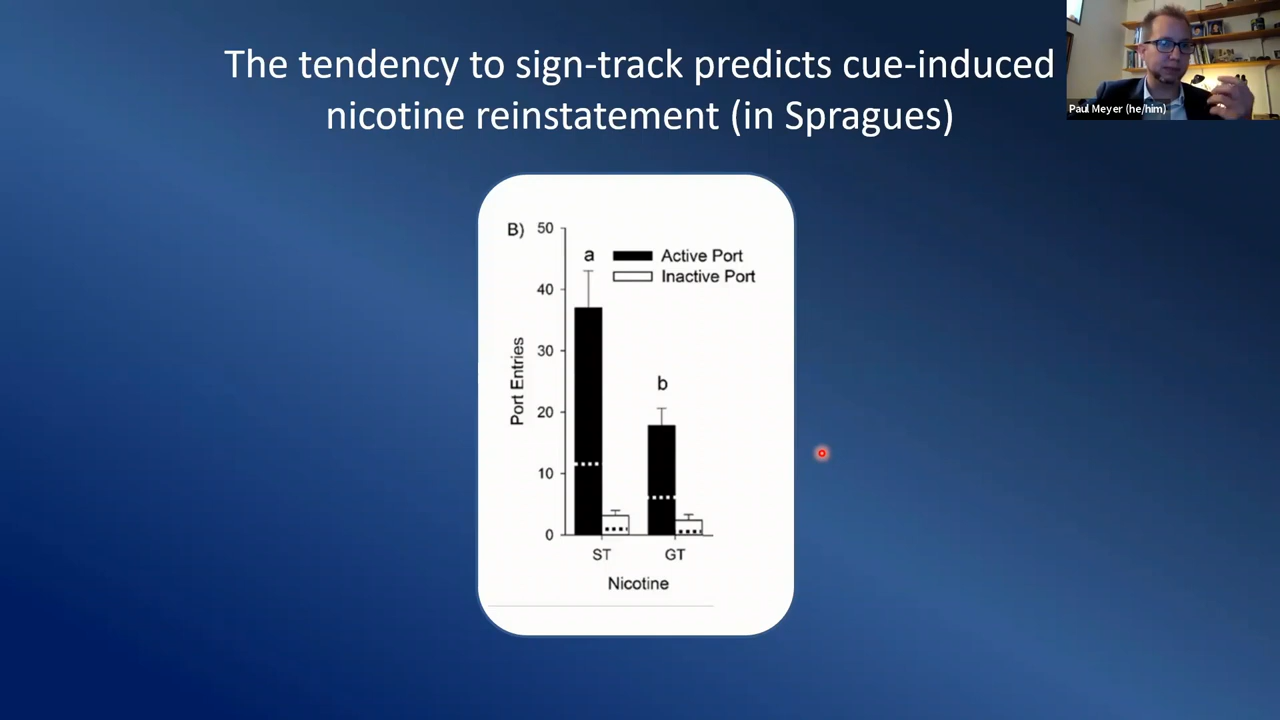 The tendency to sign-track predicts cue-induced
nicotine reinstatement (in Spragues)
Paul Meyer (he/him)
B)
50
a
Active Port
Inactive Port
40
30
b
20
10
0
Port Entries
ST
GT
Nicotine